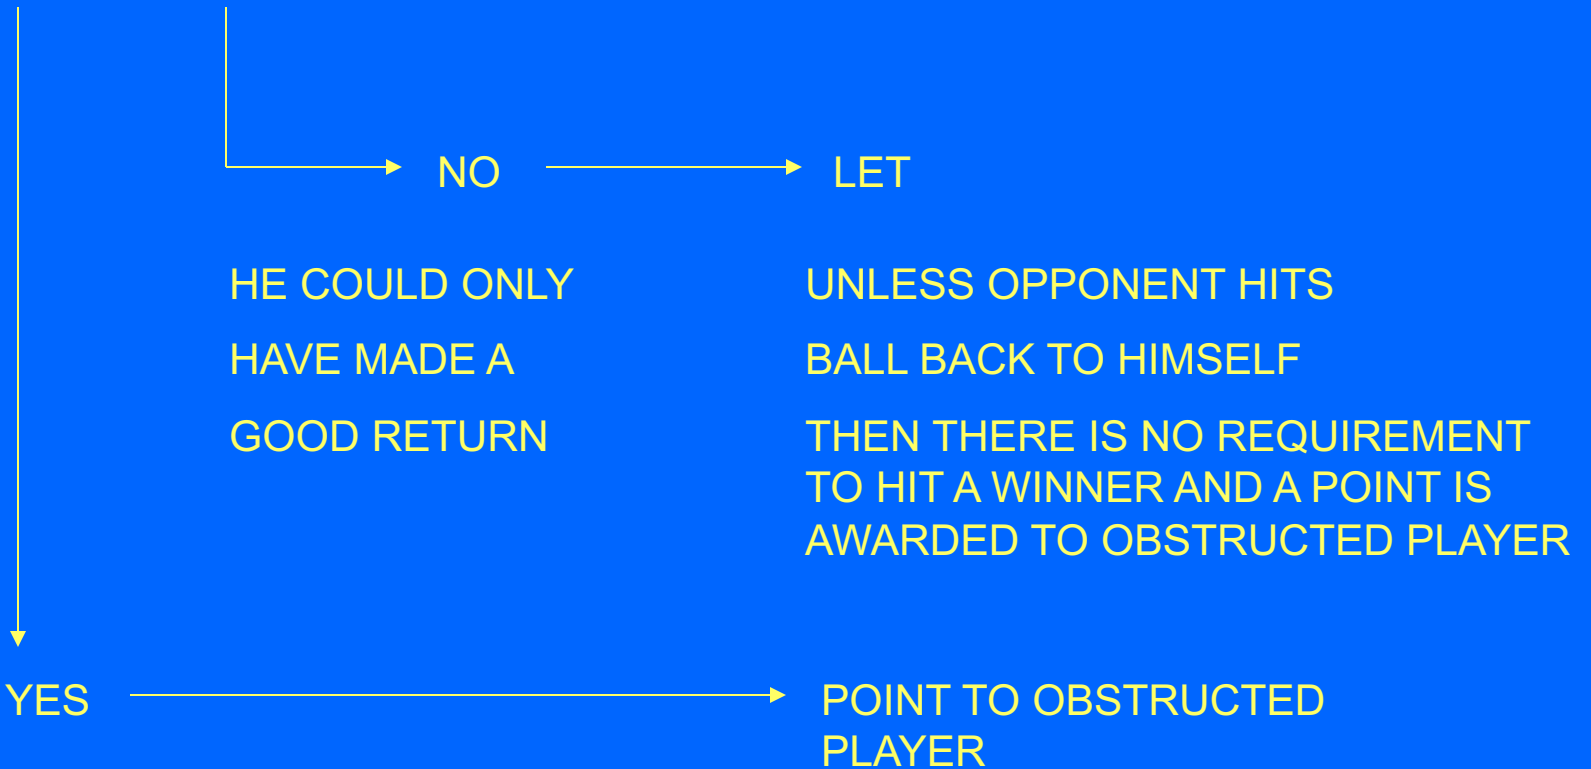 NO LET
HE COULD ONLY UNLESS OPPONENT HITS
HAVE MADE A BALL BACK TO HIMSELF
GOOD RETURN THEN THERE IS NO REQUIREMENT
TO HIT A WINNER AND A POINT IS
AWARDED TO OBSTRUCTED PLAYER
YES POINT TO OBSTRUCTED
PLAYER